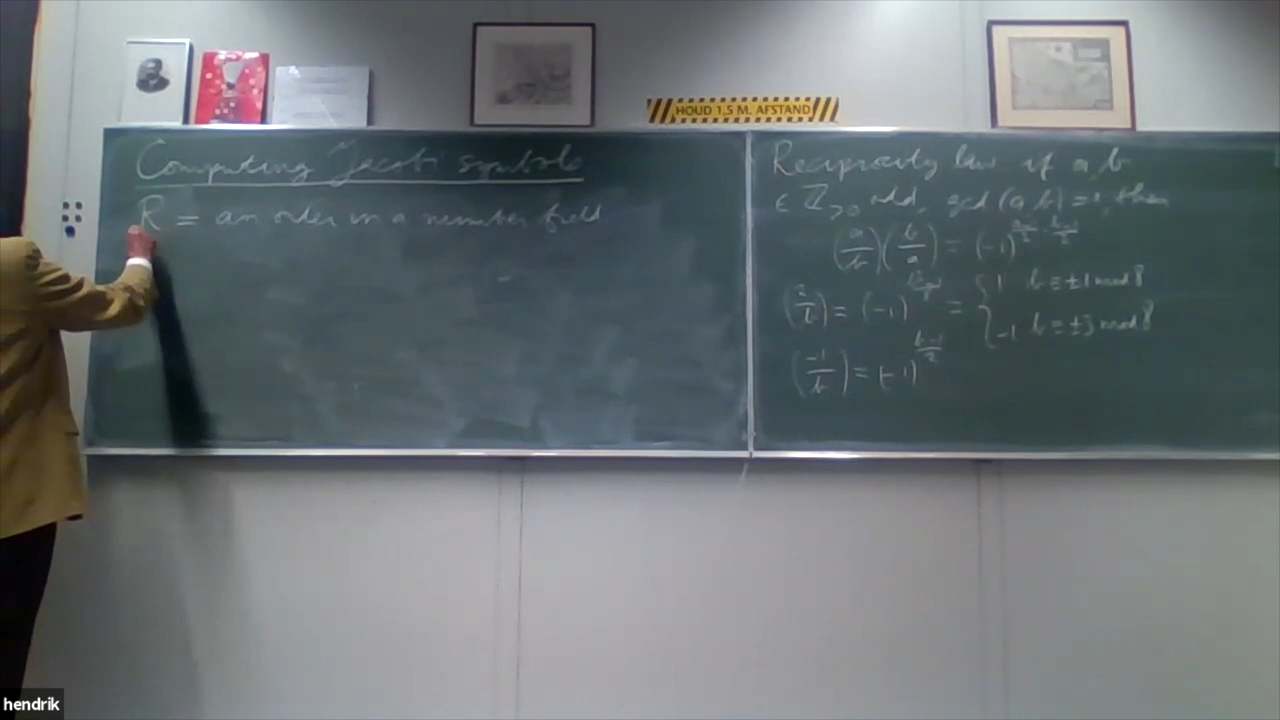 HOUD 1,5 M. AFSTAND
Computing Jacobi symbols
R = an order in a number field
Reciprocity law if a, b
∈ ℤ>0 odd, gcd(a, b) = 1, then
(a/b)(b/a) = (-1)^((a-1)/2 · (b-1)/2)
(2/b) = (-1)^((b²-1)/8) = { 1 b ≡ ±1 mod 8
-1 b ≡ ±3 mod 8
(-1/b) = (-1)^((b-1)/2)
hendrik